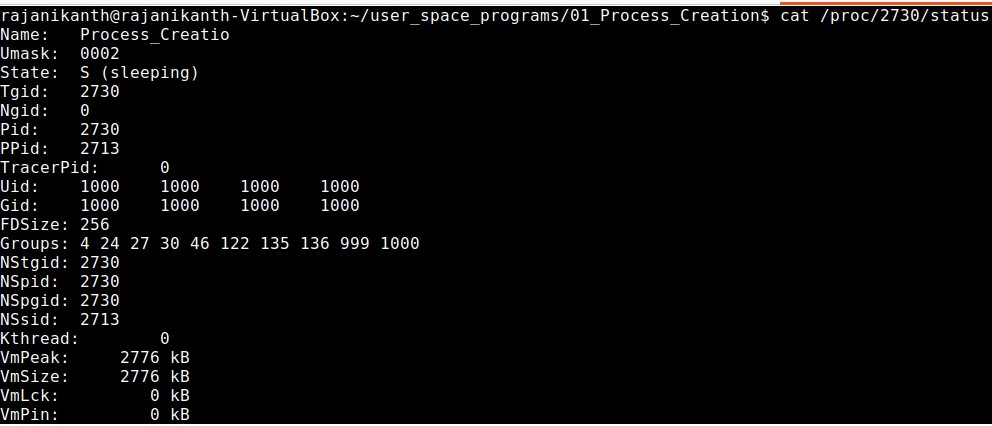 rajanikanth@rajanikanth-VirtualBox:~/user_space_programs/01_Process_Creation$ cat /proc/2730/status
Name:   Process_Creatio
Umask:  0002
State:  S (sleeping)
Tgid:   2730
Ngid:   0
Pid:    2730
PPid:   2713
TracerPid:      0
Uid:    1000    1000    1000    1000
Gid:    1000    1000    1000    1000
FDSize: 256
Groups: 4 24 27 30 46 122 135 136 999 1000
NStgid: 2730
NSpid:  2730
NSpgid: 2730
NSsid:  2713
Kthread:        0
VmPeak:     2776 kB
VmSize:     2776 kB
VmLck:         0 kB
VmPin:         0 kB